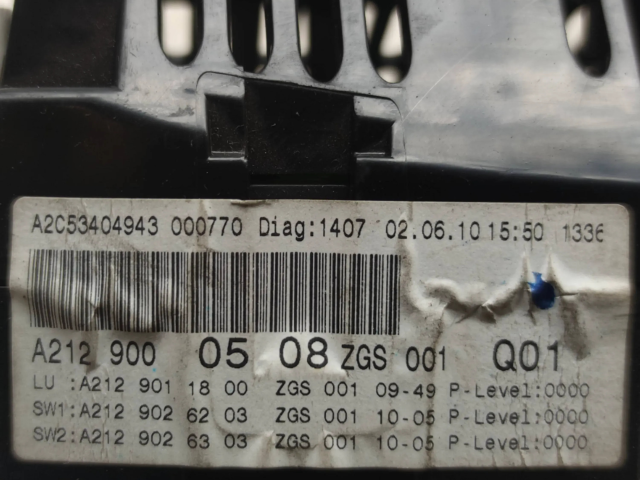 A2C53404943 000770 Diag:1407 02.06.10 15:50 1336
A212 900 05 08 ZGS 001 Q01
LU :A212 901 18 00 ZGS 001 09-49 P-Level:0000
SW1:A212 902 62 03 ZGS 001 10-05 P-Level:0000
SW2:A212 902 63 03 ZGS 001 10-05 P-Level:0000